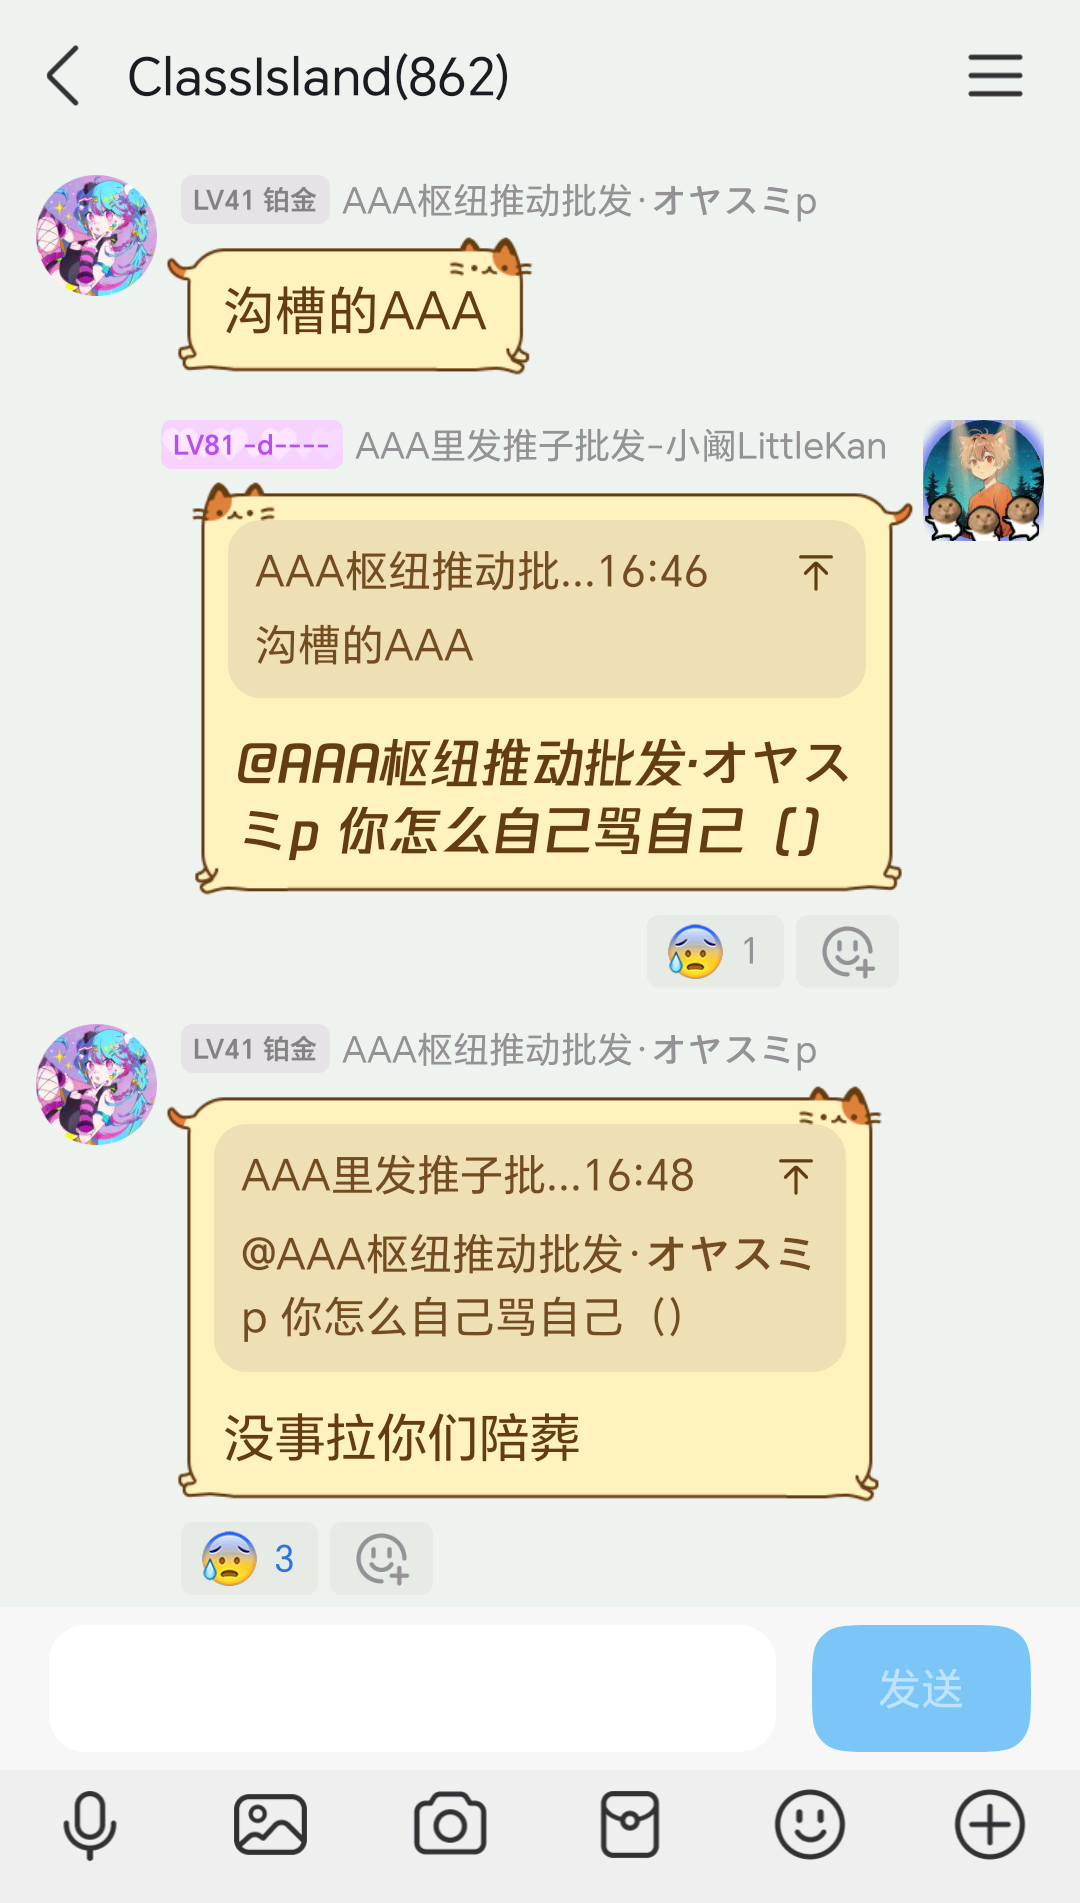 ClassIsland(862)
LV41 铂金 AAA枢纽推动批发·オヤスミp
沟槽的AAA
LV81 -d---- AAA里发推子批发-小阚LittleKan
AAA枢纽推动批...16:46
沟槽的AAA
@AAA枢纽推动批发·オヤス
ミp 你怎么自己骂自己（）
1
LV41 铂金 AAA枢纽推动批发·オヤスミp
AAA里发推子批...16:48
@AAA枢纽推动批发·オヤスミ
p 你怎么自己骂自己（）
没事拉你们陪葬
3
发送